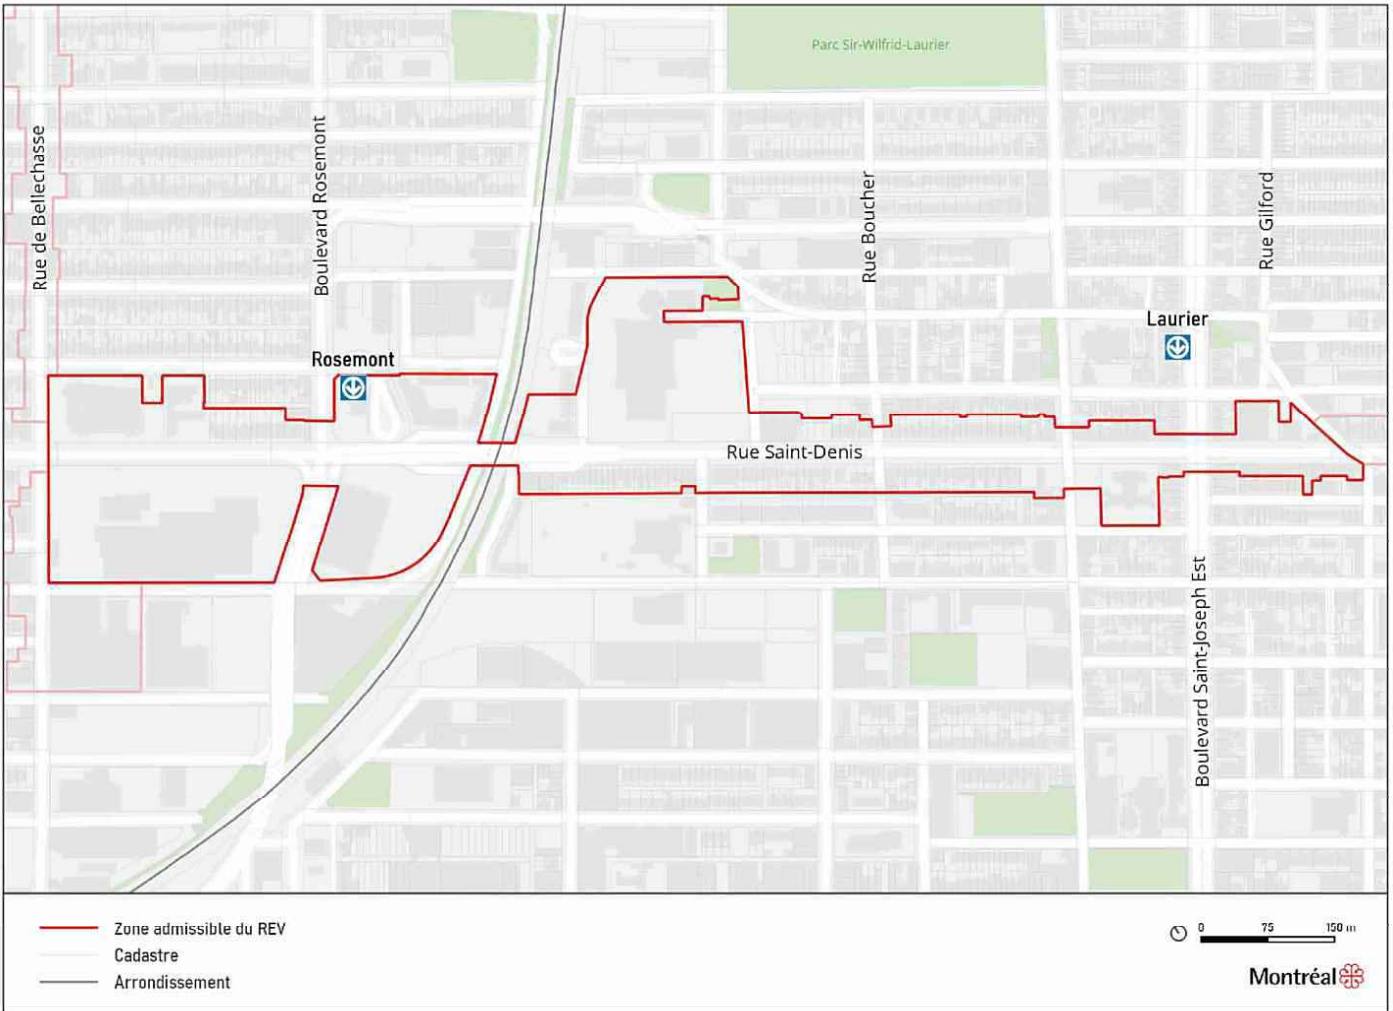 Parc Sir-Wilfrid-Laurier
Rue de Bellechasse
Boulevard Rosemont
Rue Boucher
Rue Gilford
Laurier
Rosemont
Rue Saint-Denis
Boulevard Saint-Joseph Est
Zone admissible du REV
Cadastre
Arrondissement
0 75 150 m
Montréal